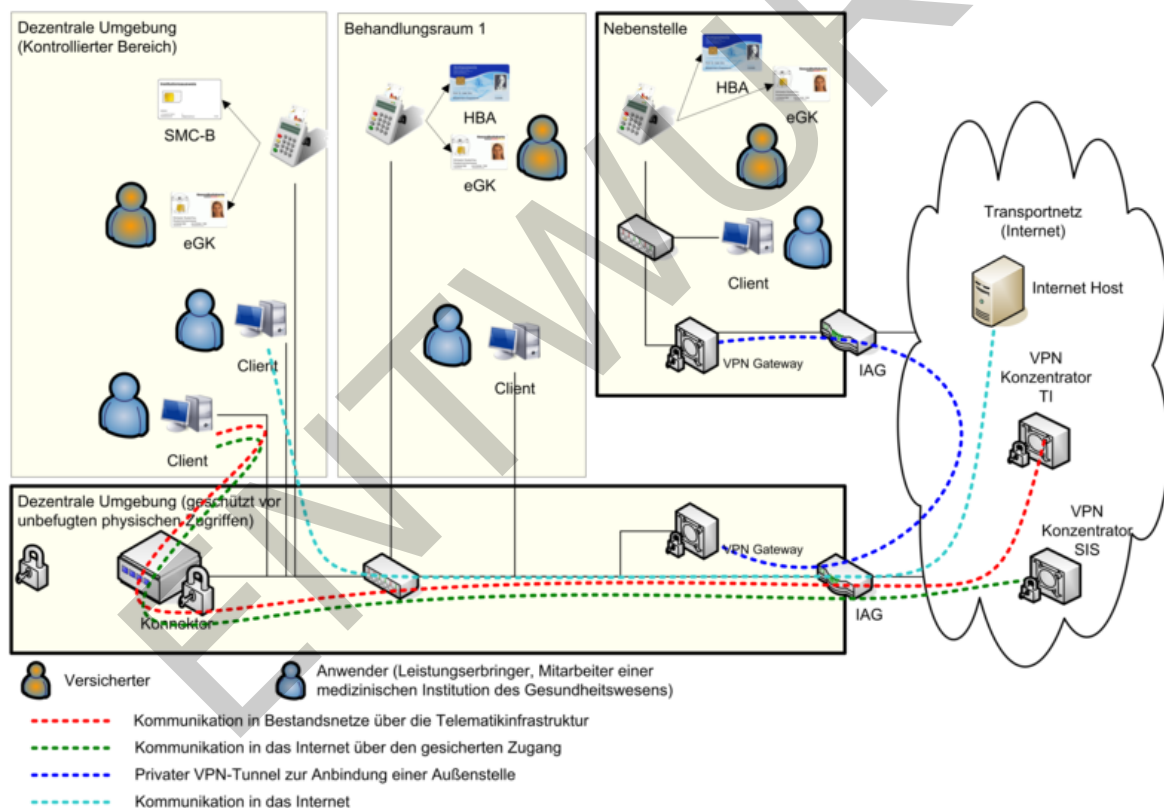 Dezentrale Umgebung
(Kontrollierter Bereich)
SMC-B
eGK
Client
Client
Behandlungsraum 1
HBA
eGK
Client
Nebenstelle
HBA
eGK
Client
VPN Gateway
IAG
Transportnetz
(Internet)
Internet Host
VPN
Konzentrator
TI
VPN
Konzentrator
SIS
Dezentrale Umgebung (geschützt vor
unbefugten physischen Zugriffen)
Konnektor
VPN Gateway
IAG
Versicherter
Anwender (Leistungserbringer, Mitarbeiter einer
medizinischen Institution des Gesundheitswesens)
Kommunikation in Bestandsnetze über die Telematikinfrastruktur
Kommunikation in das Internet über den gesicherten Zugang
Privater VPN-Tunnel zur Anbindung einer Außenstelle
Kommunikation in das Internet
ENTWUR